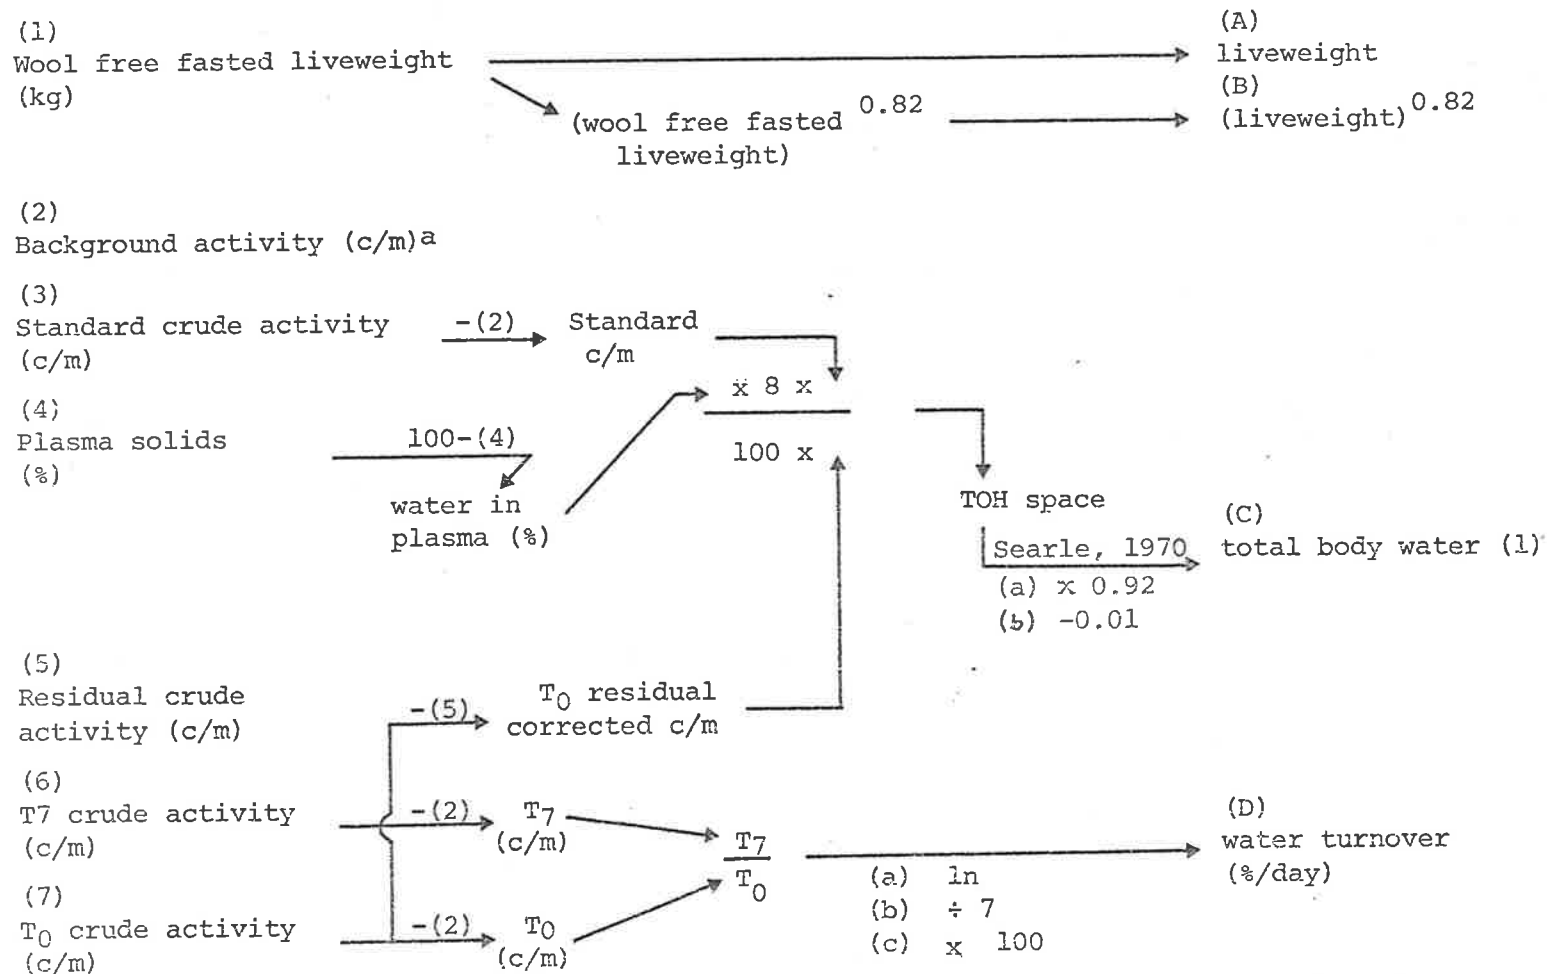 (1)
Wool free fasted liveweight
(kg)
(A)
liveweight
(B)
(wool free fasted 0.82
liveweight)
(liveweight)0.82
(2)
Background activity (c/m)a
(3)
Standard crude activity
(c/m)
-(2)
Standard
c/m
x 8 x
100 x
(4)
Plasma solids
(%)
100-(4)
water in
plasma (%)
TOH space
Searle, 1970
(a) x 0.92
(b) -0.01
(C)
total body water (l)
(5)
Residual crude
activity (c/m)
-(5)
T0 residual
corrected c/m
(6)
T7 crude activity
(c/m)
-(2)
T7
(c/m)
T7
T0
(a) ln
(b) ÷ 7
(c) x 100
(D)
water turnover
(%/day)
(7)
T0 crude activity
(c/m)
-(2)
T0
(c/m)